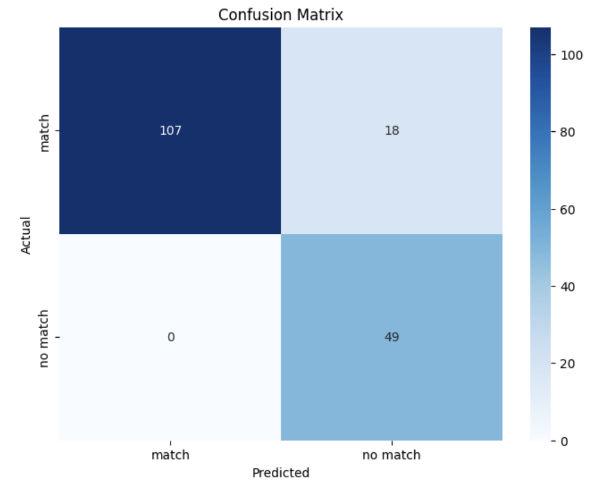 Confusion Matrix
match
107
18
no match
0
49
Actual
match
no match
Predicted
100
80
60
40
20
0